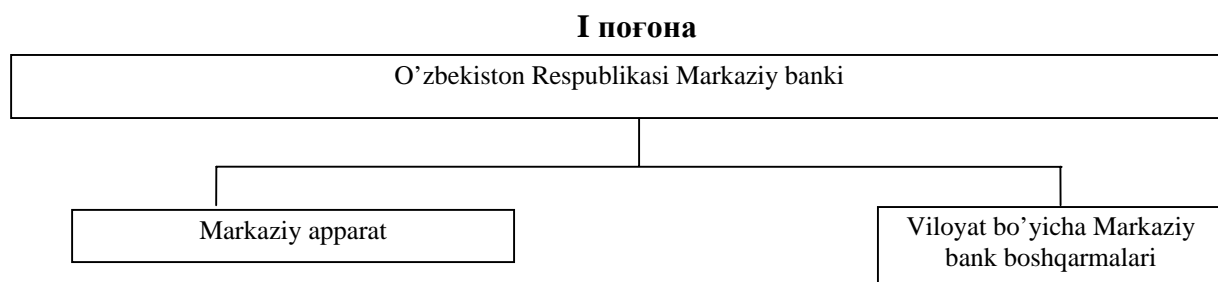 I поғона
O’zbekiston Respublikasi Markaziy banki
Markaziy apparat
Viloyat bo’yicha Markaziy
bank boshqarmalari